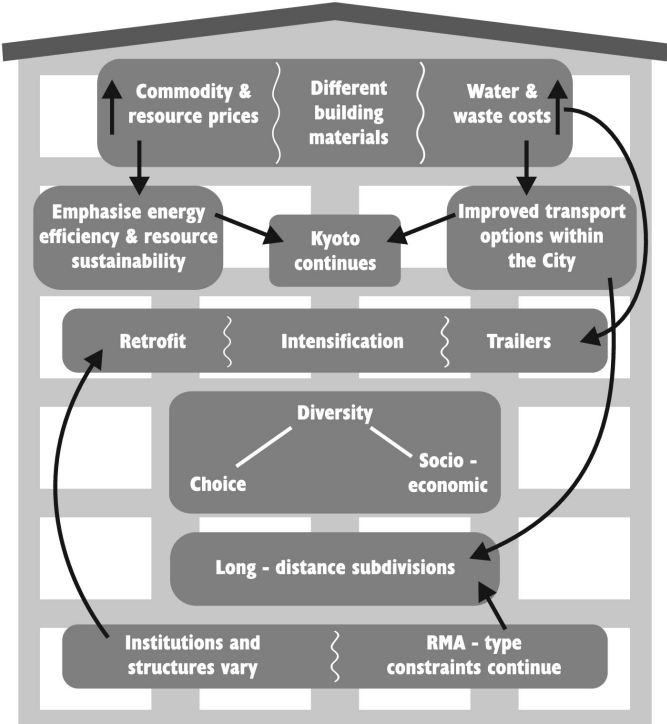 Commodity &
resource prices
Different
building
materials
Water &
waste costs
Emphasise energy
efficiency & resource
sustainability
Kyoto
continues
Improved transport
options within
the City
Retrofit
Intensification
Trailers
Diversity
Choice
Socio -
economic
Long - distance subdivisions
Institutions and
structures vary
RMA - type
constraints continue